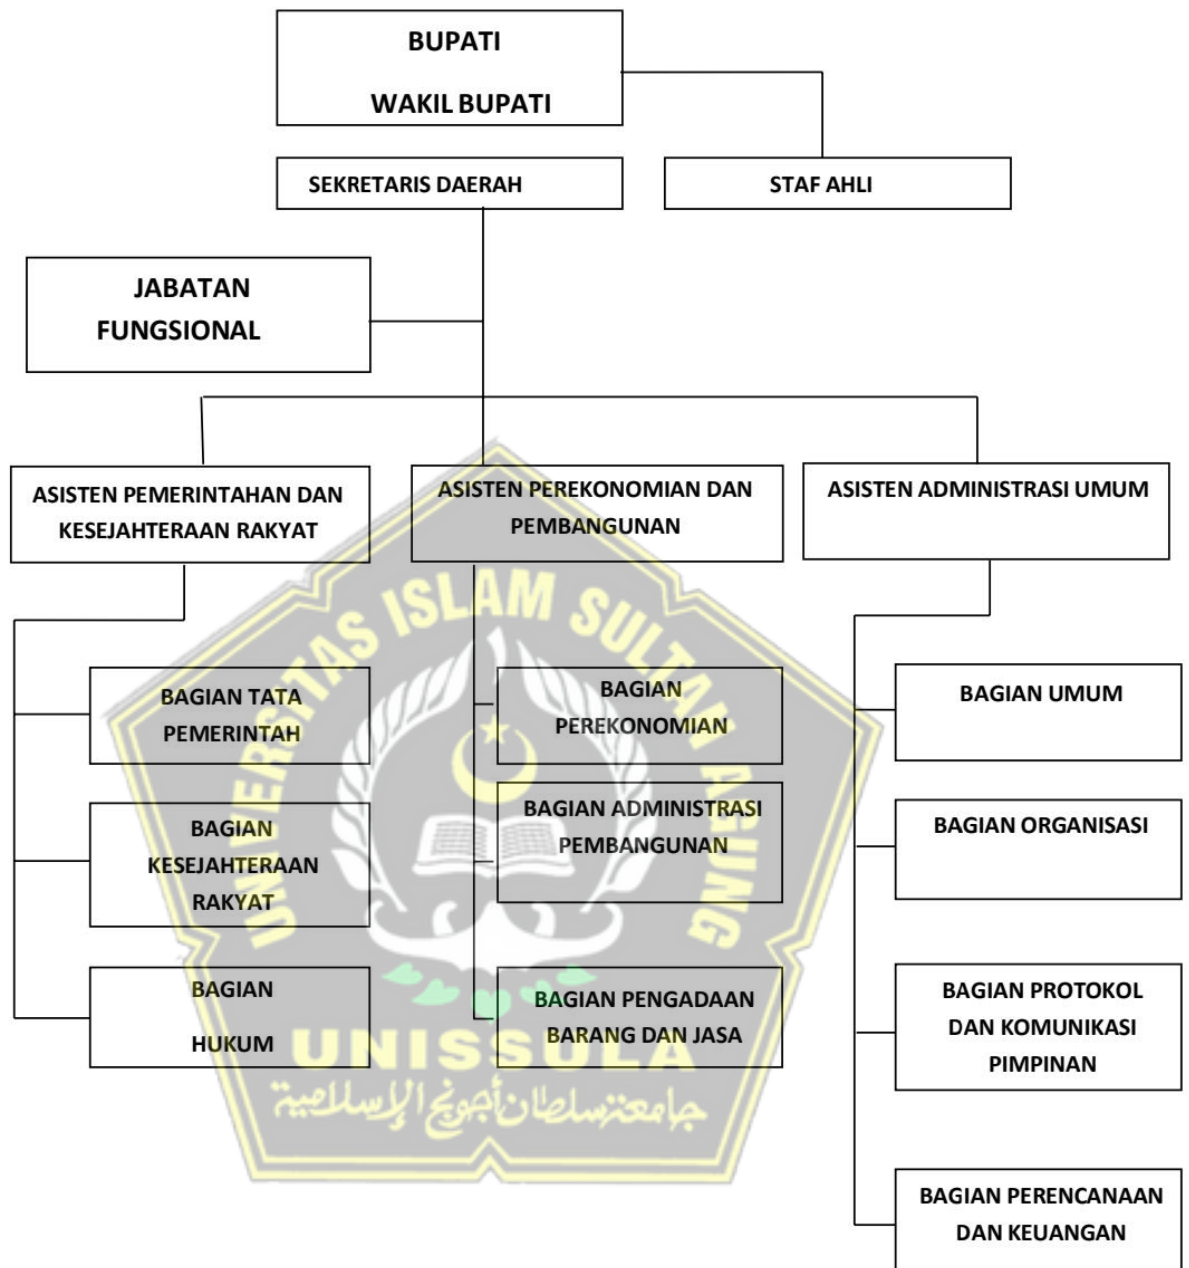 BUPATI
WAKIL BUPATI
SEKRETARIS DAERAH
STAF AHLI
JABATAN
FUNGSIONAL
ASISTEN PEMERINTAHAN DAN
KESEJAHTERAAN RAKYAT
ASISTEN PEREKONOMIAN DAN
PEMBANGUNAN
ASISTEN ADMINISTRASI UMUM
BAGIAN TATA
PEMERINTAH
BAGIAN
KESEJAHTERAAN
RAKYAT
BAGIAN
HUKUM
BAGIAN
PEREKONOMIAN
BAGIAN ADMINISTRASI
PEMBANGUNAN
BAGIAN PENGADAAN
BARANG DAN JASA
BAGIAN UMUM
BAGIAN ORGANISASI
BAGIAN PROTOKOL
DAN KOMUNIKASI
PIMPINAN
BAGIAN PERENCANAAN
DAN KEUANGAN
UNIVERSITAS ISLAM SULTAN AGUNG
UNISSULA
جامعة سلطان أجونج الإسلامية